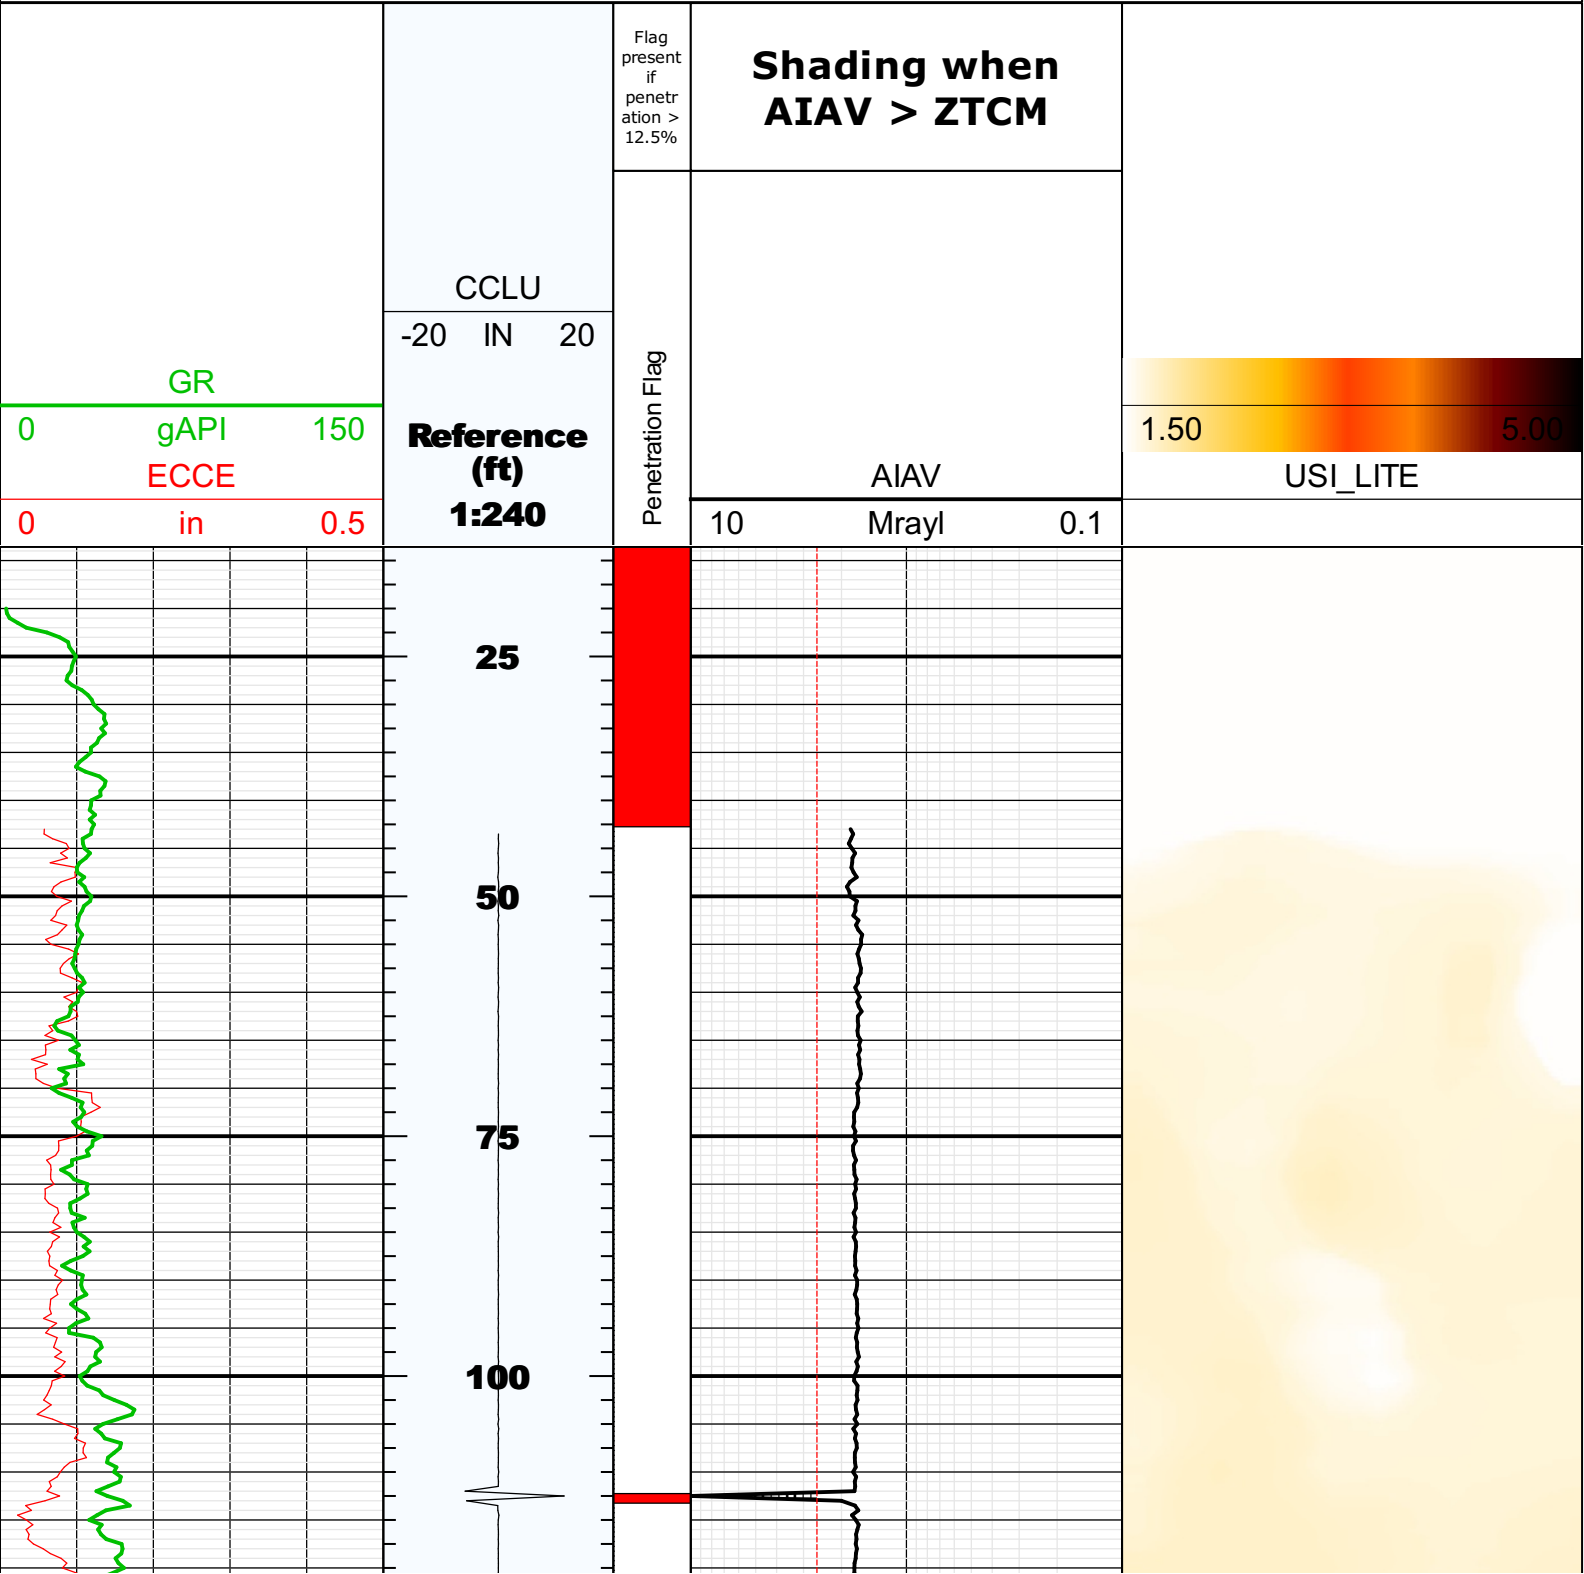 Flag
present
if
penetr
ation >
12.5%
Shading when
AIAV > ZTCM
CCLU
-20 IN 20
GR
0 gAPI 150
ECCE
0 in 0.5
Reference
(ft)
1:240
Penetration Flag
AIAV
10 Mrayl 0.1
1.50 5.00
USI_LITE
25
50
75
100